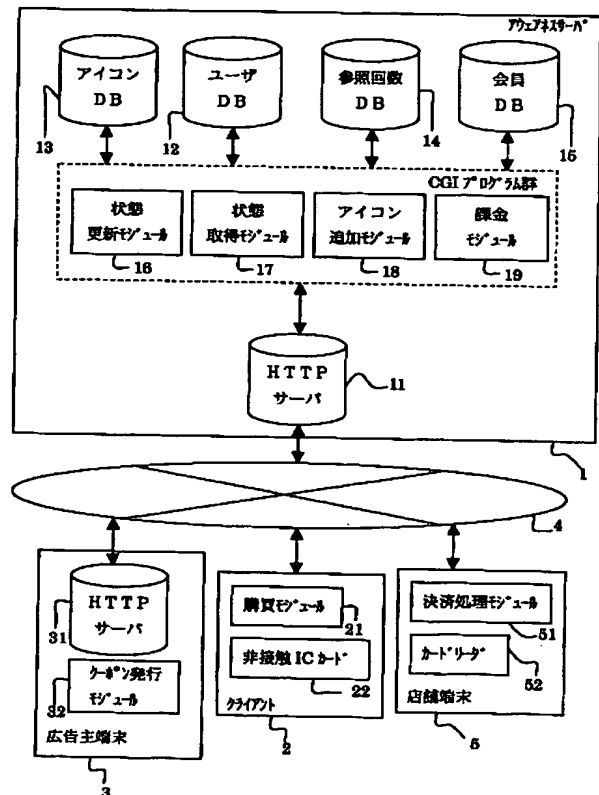 アウェアネスサーバ
アイコン
DB
ユーザ
DB
参照回数
DB
会員
DB
13
12
14
15
CGIプログラム群
状態
更新モジュール
状態
取得モジュール
アイコン
追加モジュール
課金
モジュール
16
17
18
19
HTTP
サーバ
11
1
4
HTTP
サーバ
31
クーポン発行
モジュール
32
広告主端末
3
購買モジュール
21
非接触ICカード
22
クライアント
2
決済処理モジュール
51
カードリーダ
52
店舗端末
5